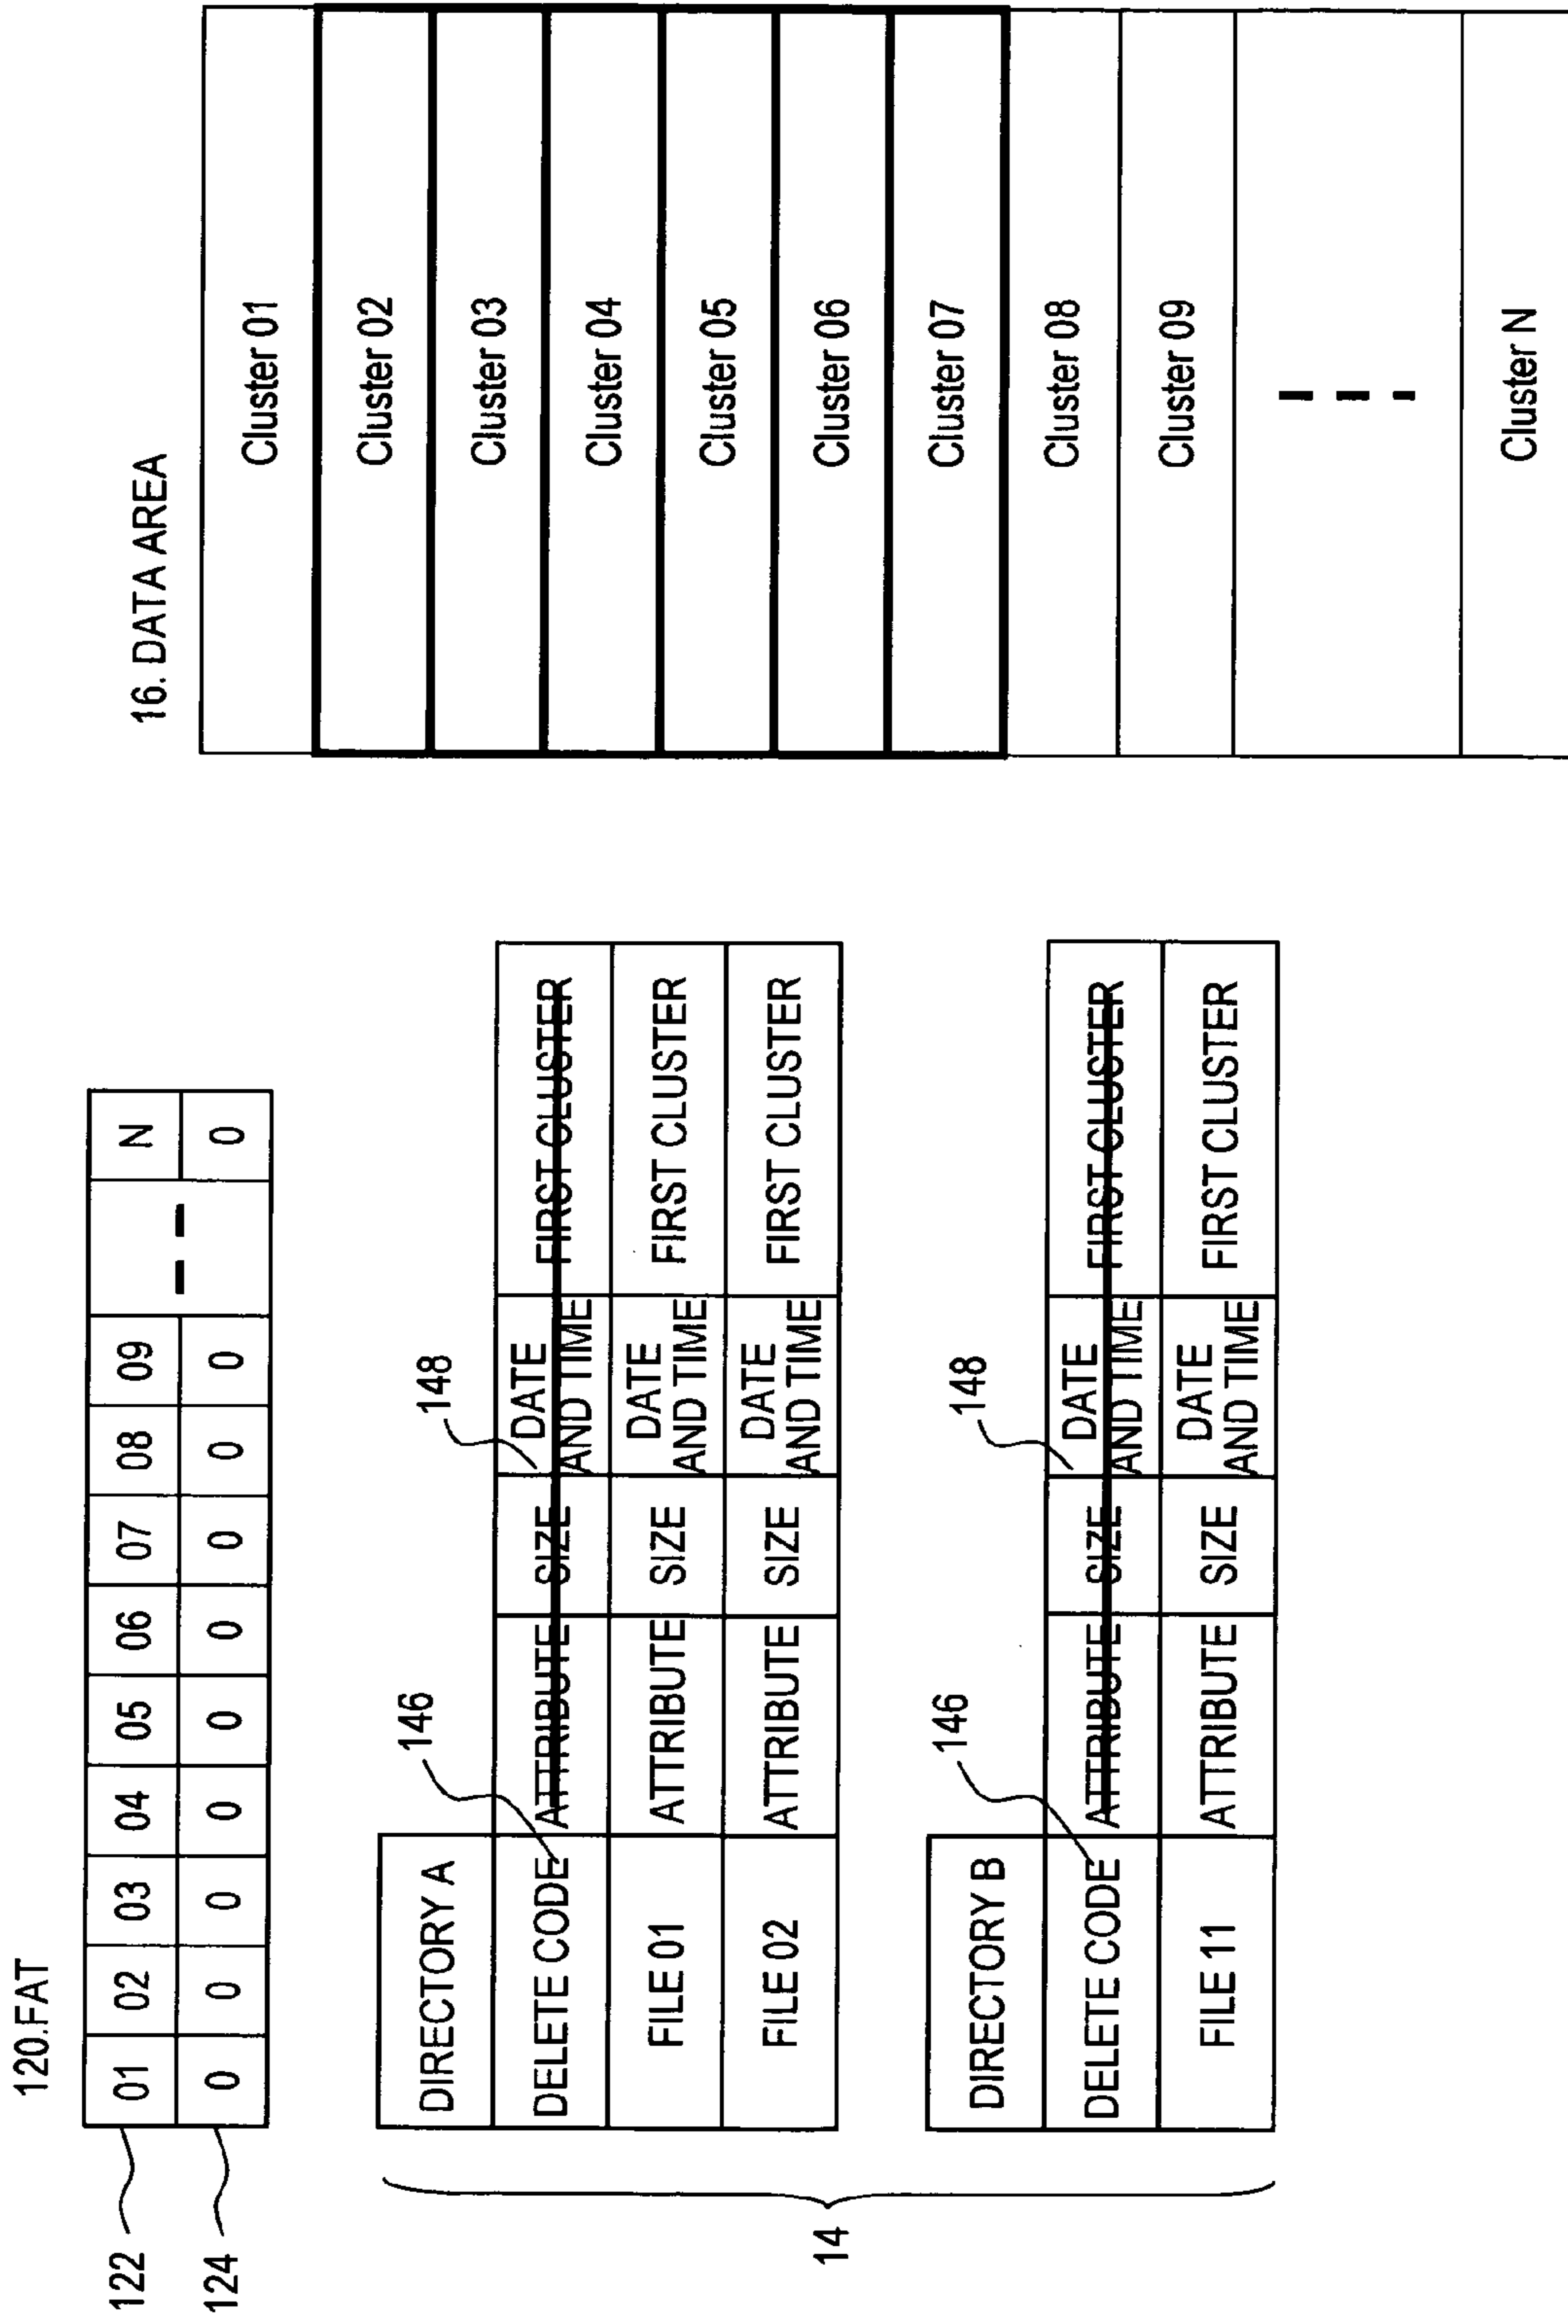 120.FAT
122
01 02 03 04 05 06 07 08 09 N
124
0 0 0 0 0 0 0 0 0 0
14
DIRECTORY A
146
148
DELETE CODE ATTRIBUTE SIZE DATE AND TIME FIRST CLUSTER
FILE 01 ATTRIBUTE SIZE DATE AND TIME FIRST CLUSTER
FILE 02 ATTRIBUTE SIZE DATE AND TIME FIRST CLUSTER
DIRECTORY B
146
148
DELETE CODE ATTRIBUTE SIZE DATE AND TIME FIRST CLUSTER
FILE 11 ATTRIBUTE SIZE DATE AND TIME FIRST CLUSTER
16. DATA AREA
Cluster 01
Cluster 02
Cluster 03
Cluster 04
Cluster 05
Cluster 06
Cluster 07
Cluster 08
Cluster 09
Cluster N